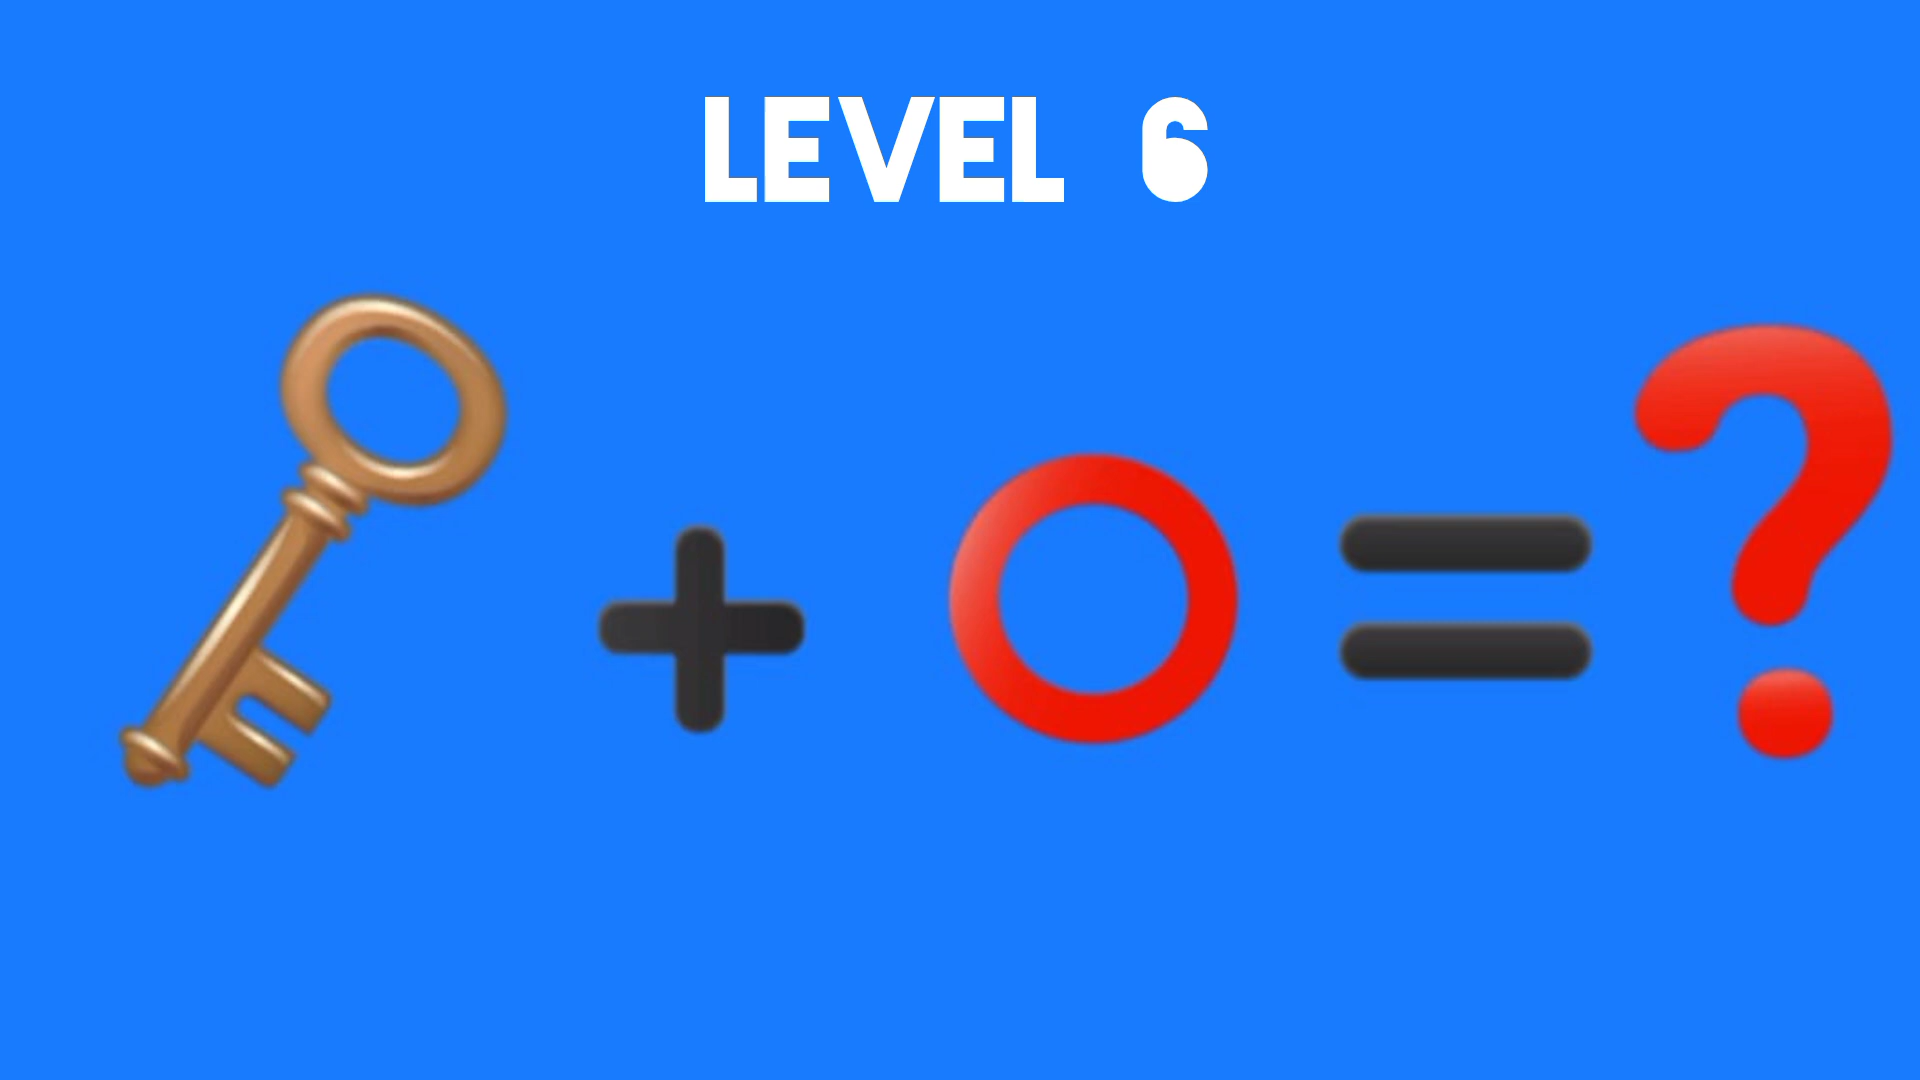 LEVEL 6
+ = ?